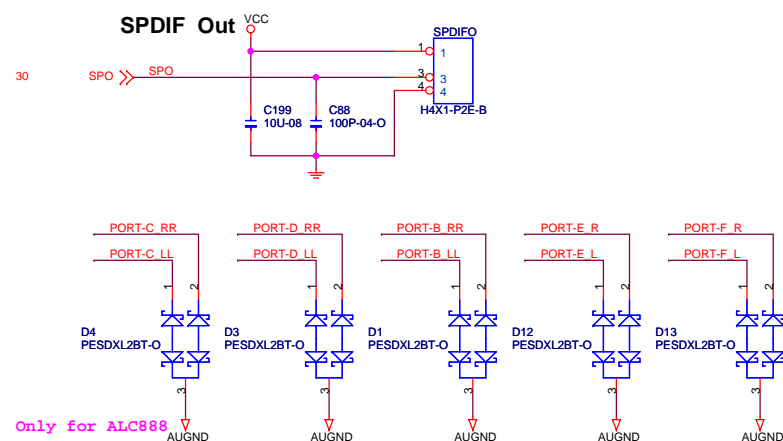 SPDIF Out
VCC
SPDIFO
1
1
30
SPO
SPO
3
3
4
4
C199
10U-08
C88
100P-04-O
H4X1-P2E-B
PORT-C_RR
PORT-D_RR
PORT-B_RR
PORT-E_R
PORT-F_R
PORT-C_LL
PORT-D_LL
PORT-B_LL
PORT-E_L
PORT-F_L
1
2
1
2
1
2
1
2
1
2
D4
PESDXL2BT-O
D3
PESDXL2BT-O
D1
PESDXL2BT-O
D12
PESDXL2BT-O
D13
PESDXL2BT-O
3
3
3
3
3
Only for ALC888
AUGND
AUGND
AUGND
AUGND
AUGND